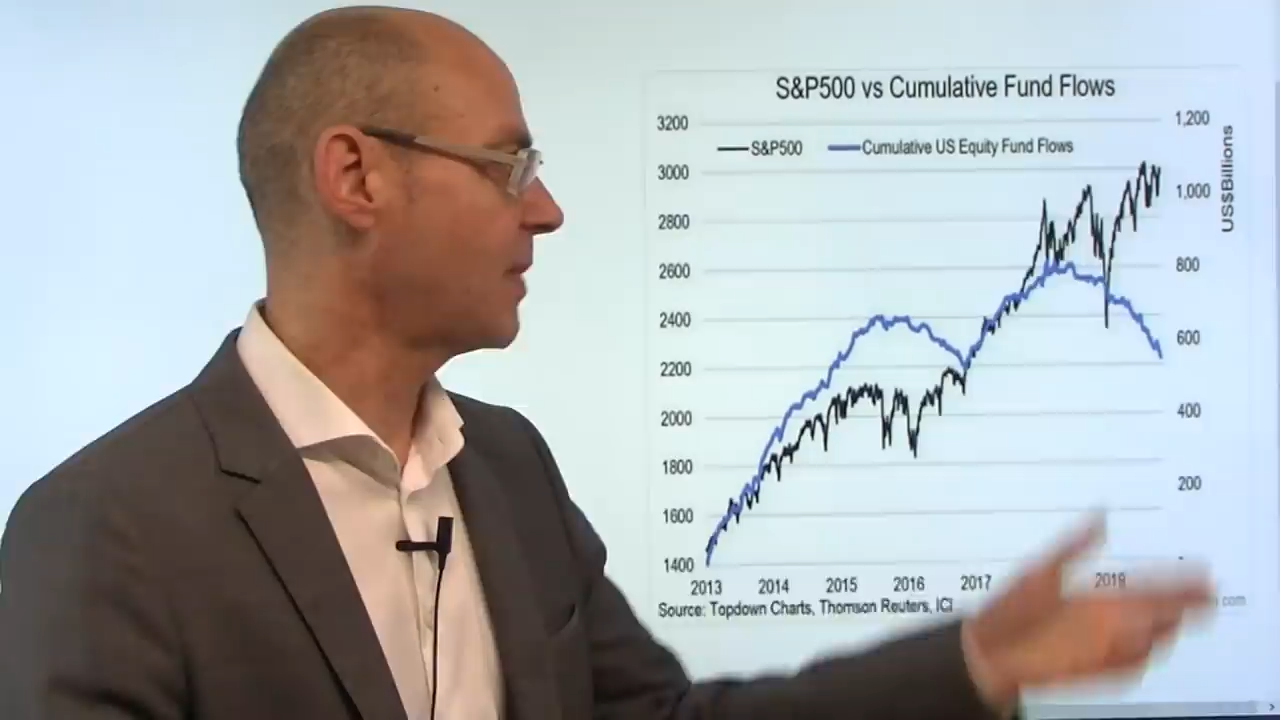 S&P500 vs Cumulative Fund Flows
3200
3000
2800
2600
2400
2200
2000
1800
1600
1400
S&P500
Cumulative US Equity Fund Flows
1,200
1,000
800
600
400
200
-
US$Billions
2013 2014 2015 2016 2017 2019
Source: Topdown Charts, Thomson Reuters, ICI
com